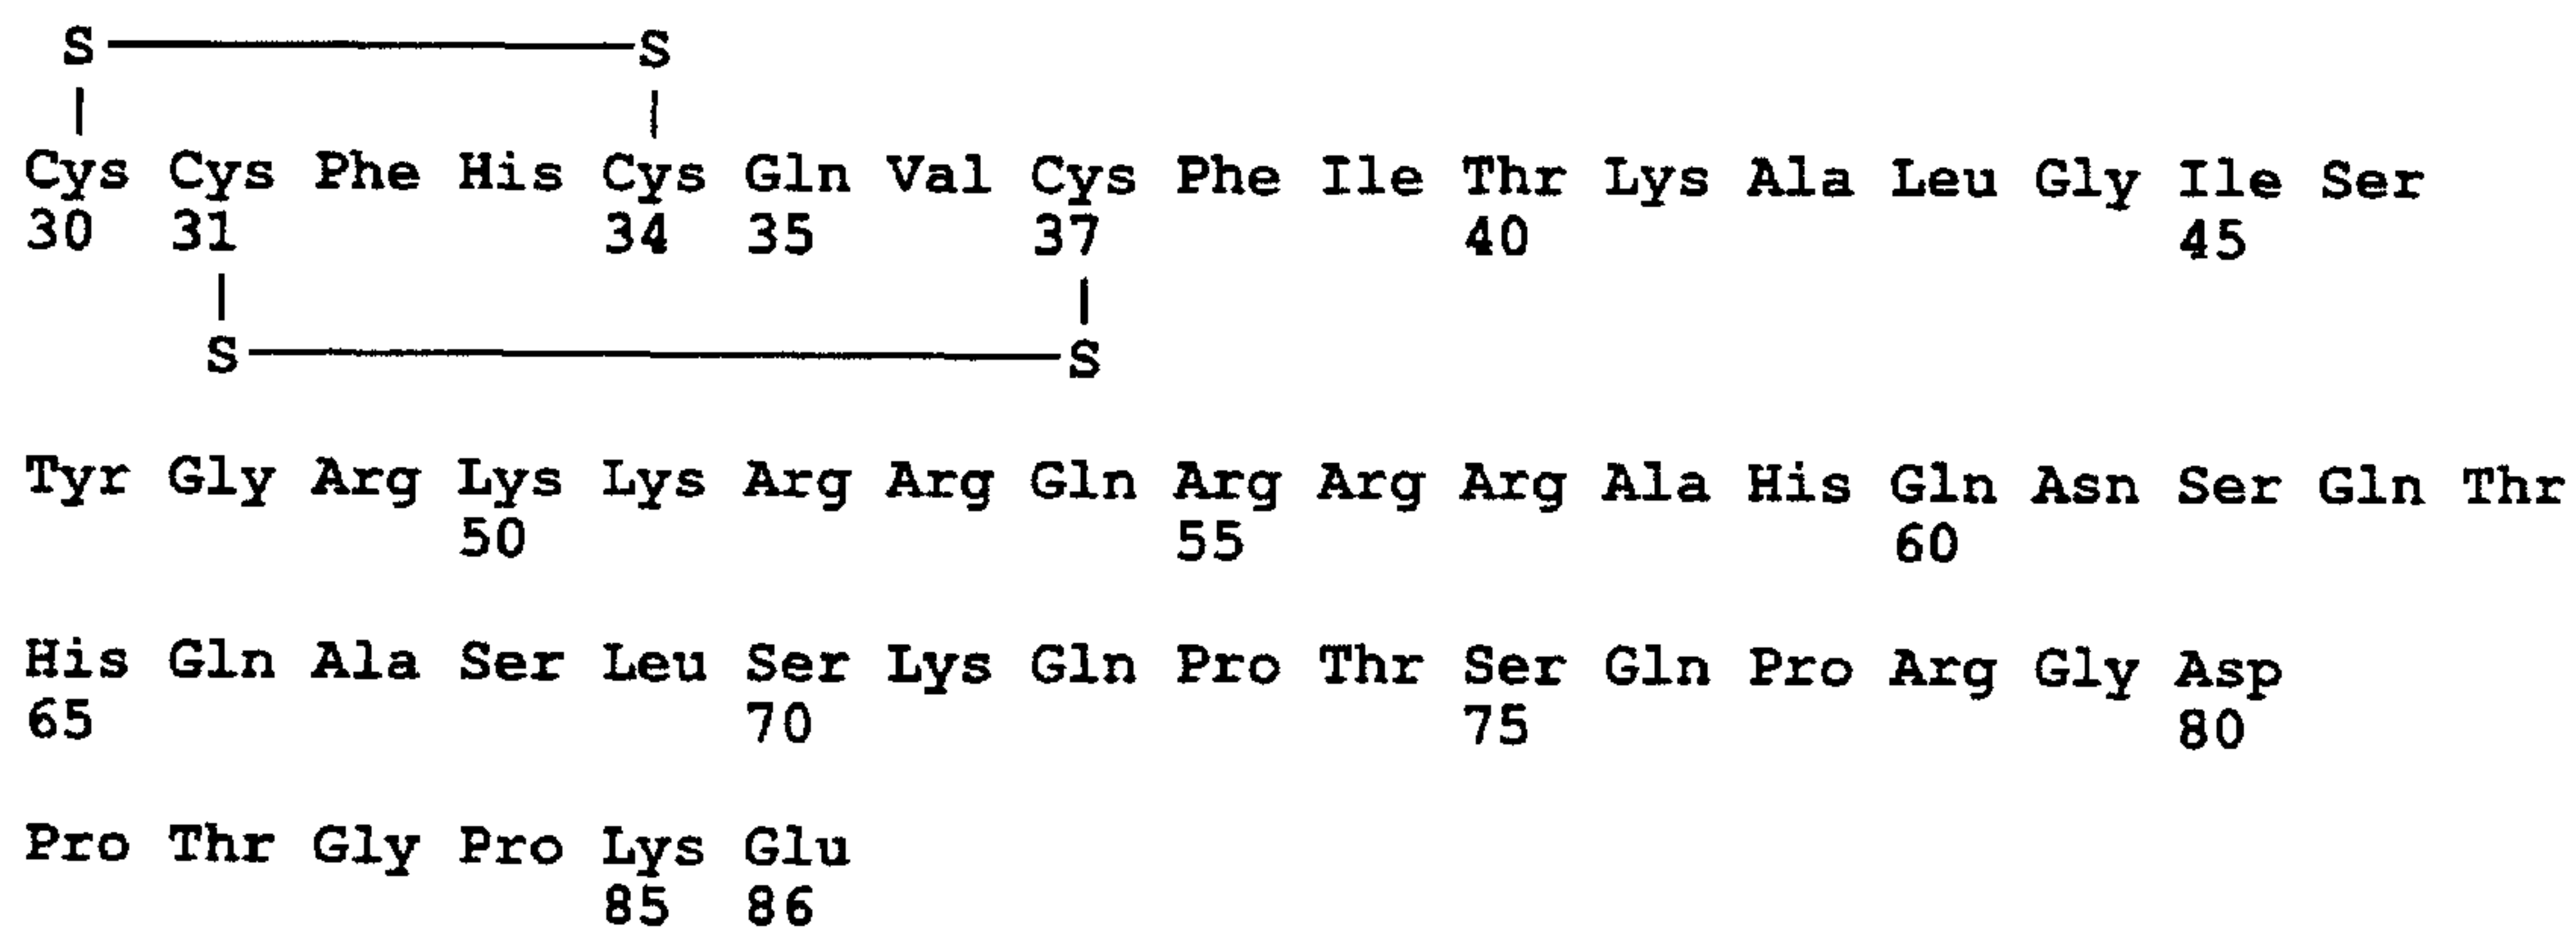 S S
Cys Cys Phe His Cys Gln Val Cys Phe Ile Thr Lys Ala Leu Gly Ile Ser
30 31 34 35 37 40 45
S S
Tyr Gly Arg Lys Lys Arg Arg Gln Arg Arg Arg Ala His Gln Asn Ser Gln Thr
50 55 60
His Gln Ala Ser Leu Ser Lys Gln Pro Thr Ser Gln Pro Arg Gly Asp
65 70 75 80
Pro Thr Gly Pro Lys Glu
85 86